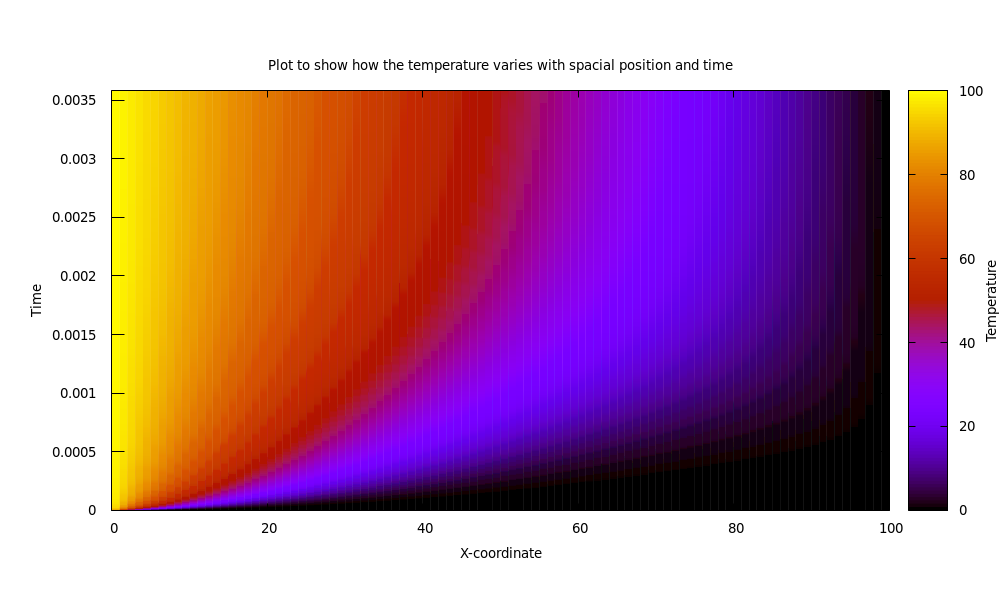 Plot to show how the temperature varies with spacial position and time
0.0035
0.003
0.0025
0.002
0.0015
0.001
0.0005
0
Time
0 20 40 60 80 100
X-coordinate
100
80
60
40
20
0
Temperature